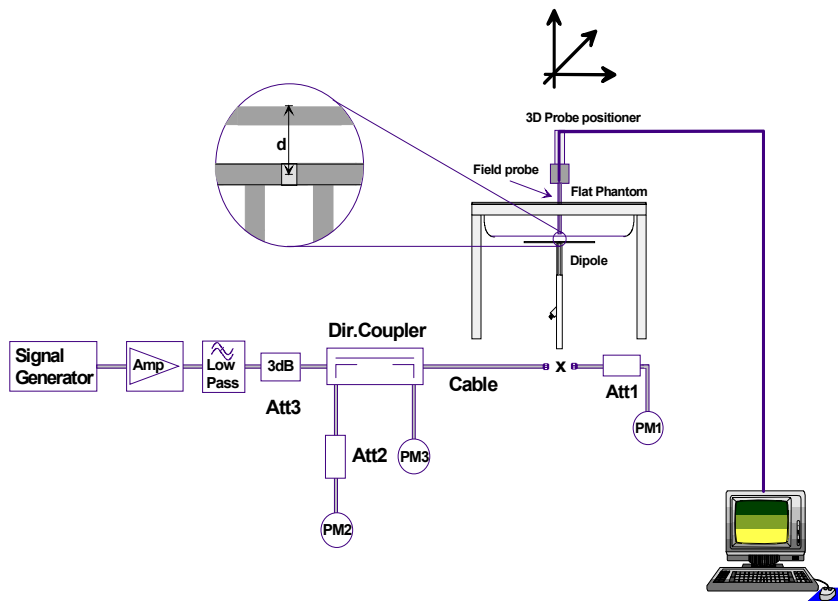 3D Probe positioner
d
Field probe
Flat Phantom
Dipole
Dir.Coupler
Signal
Generator
Amp
Low
Pass
3dB
Att3
Cable
x
Att1
PM1
Att2
PM3
PM2